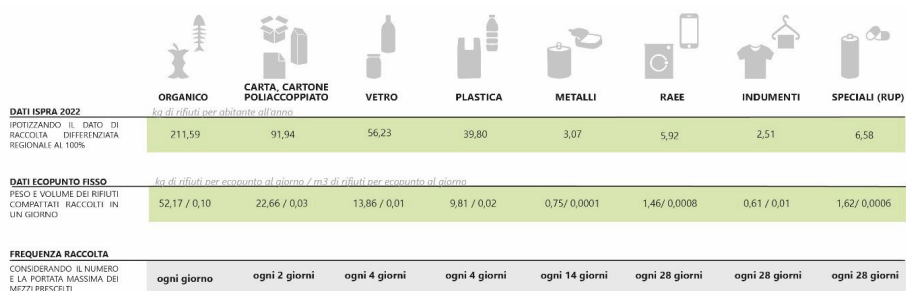 ORGANICO
CARTA, CARTONE
POLIACCOPPIATO
VETRO
PLASTICA
METALLI
RAEE
INDUMENTI
SPECIALI (RUP)
DATI ISPRA 2022
kg di rifiuti per abitante all'anno
IPOTIZZANDO IL DATO DI
RACCOLTA DIFFERENZIATA
REGIONALE AL 100%
211,59 91,94 56,23 39,80 3,07 5,92 2,51 6,58
DATI ECOPUNTO FISSO
kg di rifiuti per ecopunto al giorno / m3 di rifiuti per ecopunto al giorno
PESO E VOLUME DEI RIFIUTI
COMPATTATI RACCOLTI IN
UN GIORNO
52,17 / 0,10 22,66 / 0,03 13,86 / 0,01 9,81 / 0,02 0,75/ 0,0001 1,46/ 0,0008 0,61 / 0,01 1,62/ 0,0006
FREQUENZA RACCOLTA
CONSIDERANDO IL NUMERO
E LA PORTATA MASSIMA DEI
MEZZI PRESCELTI
ogni giorno ogni 2 giorni ogni 4 giorni ogni 4 giorni ogni 14 giorni ogni 28 giorni ogni 28 giorni ogni 28 giorni